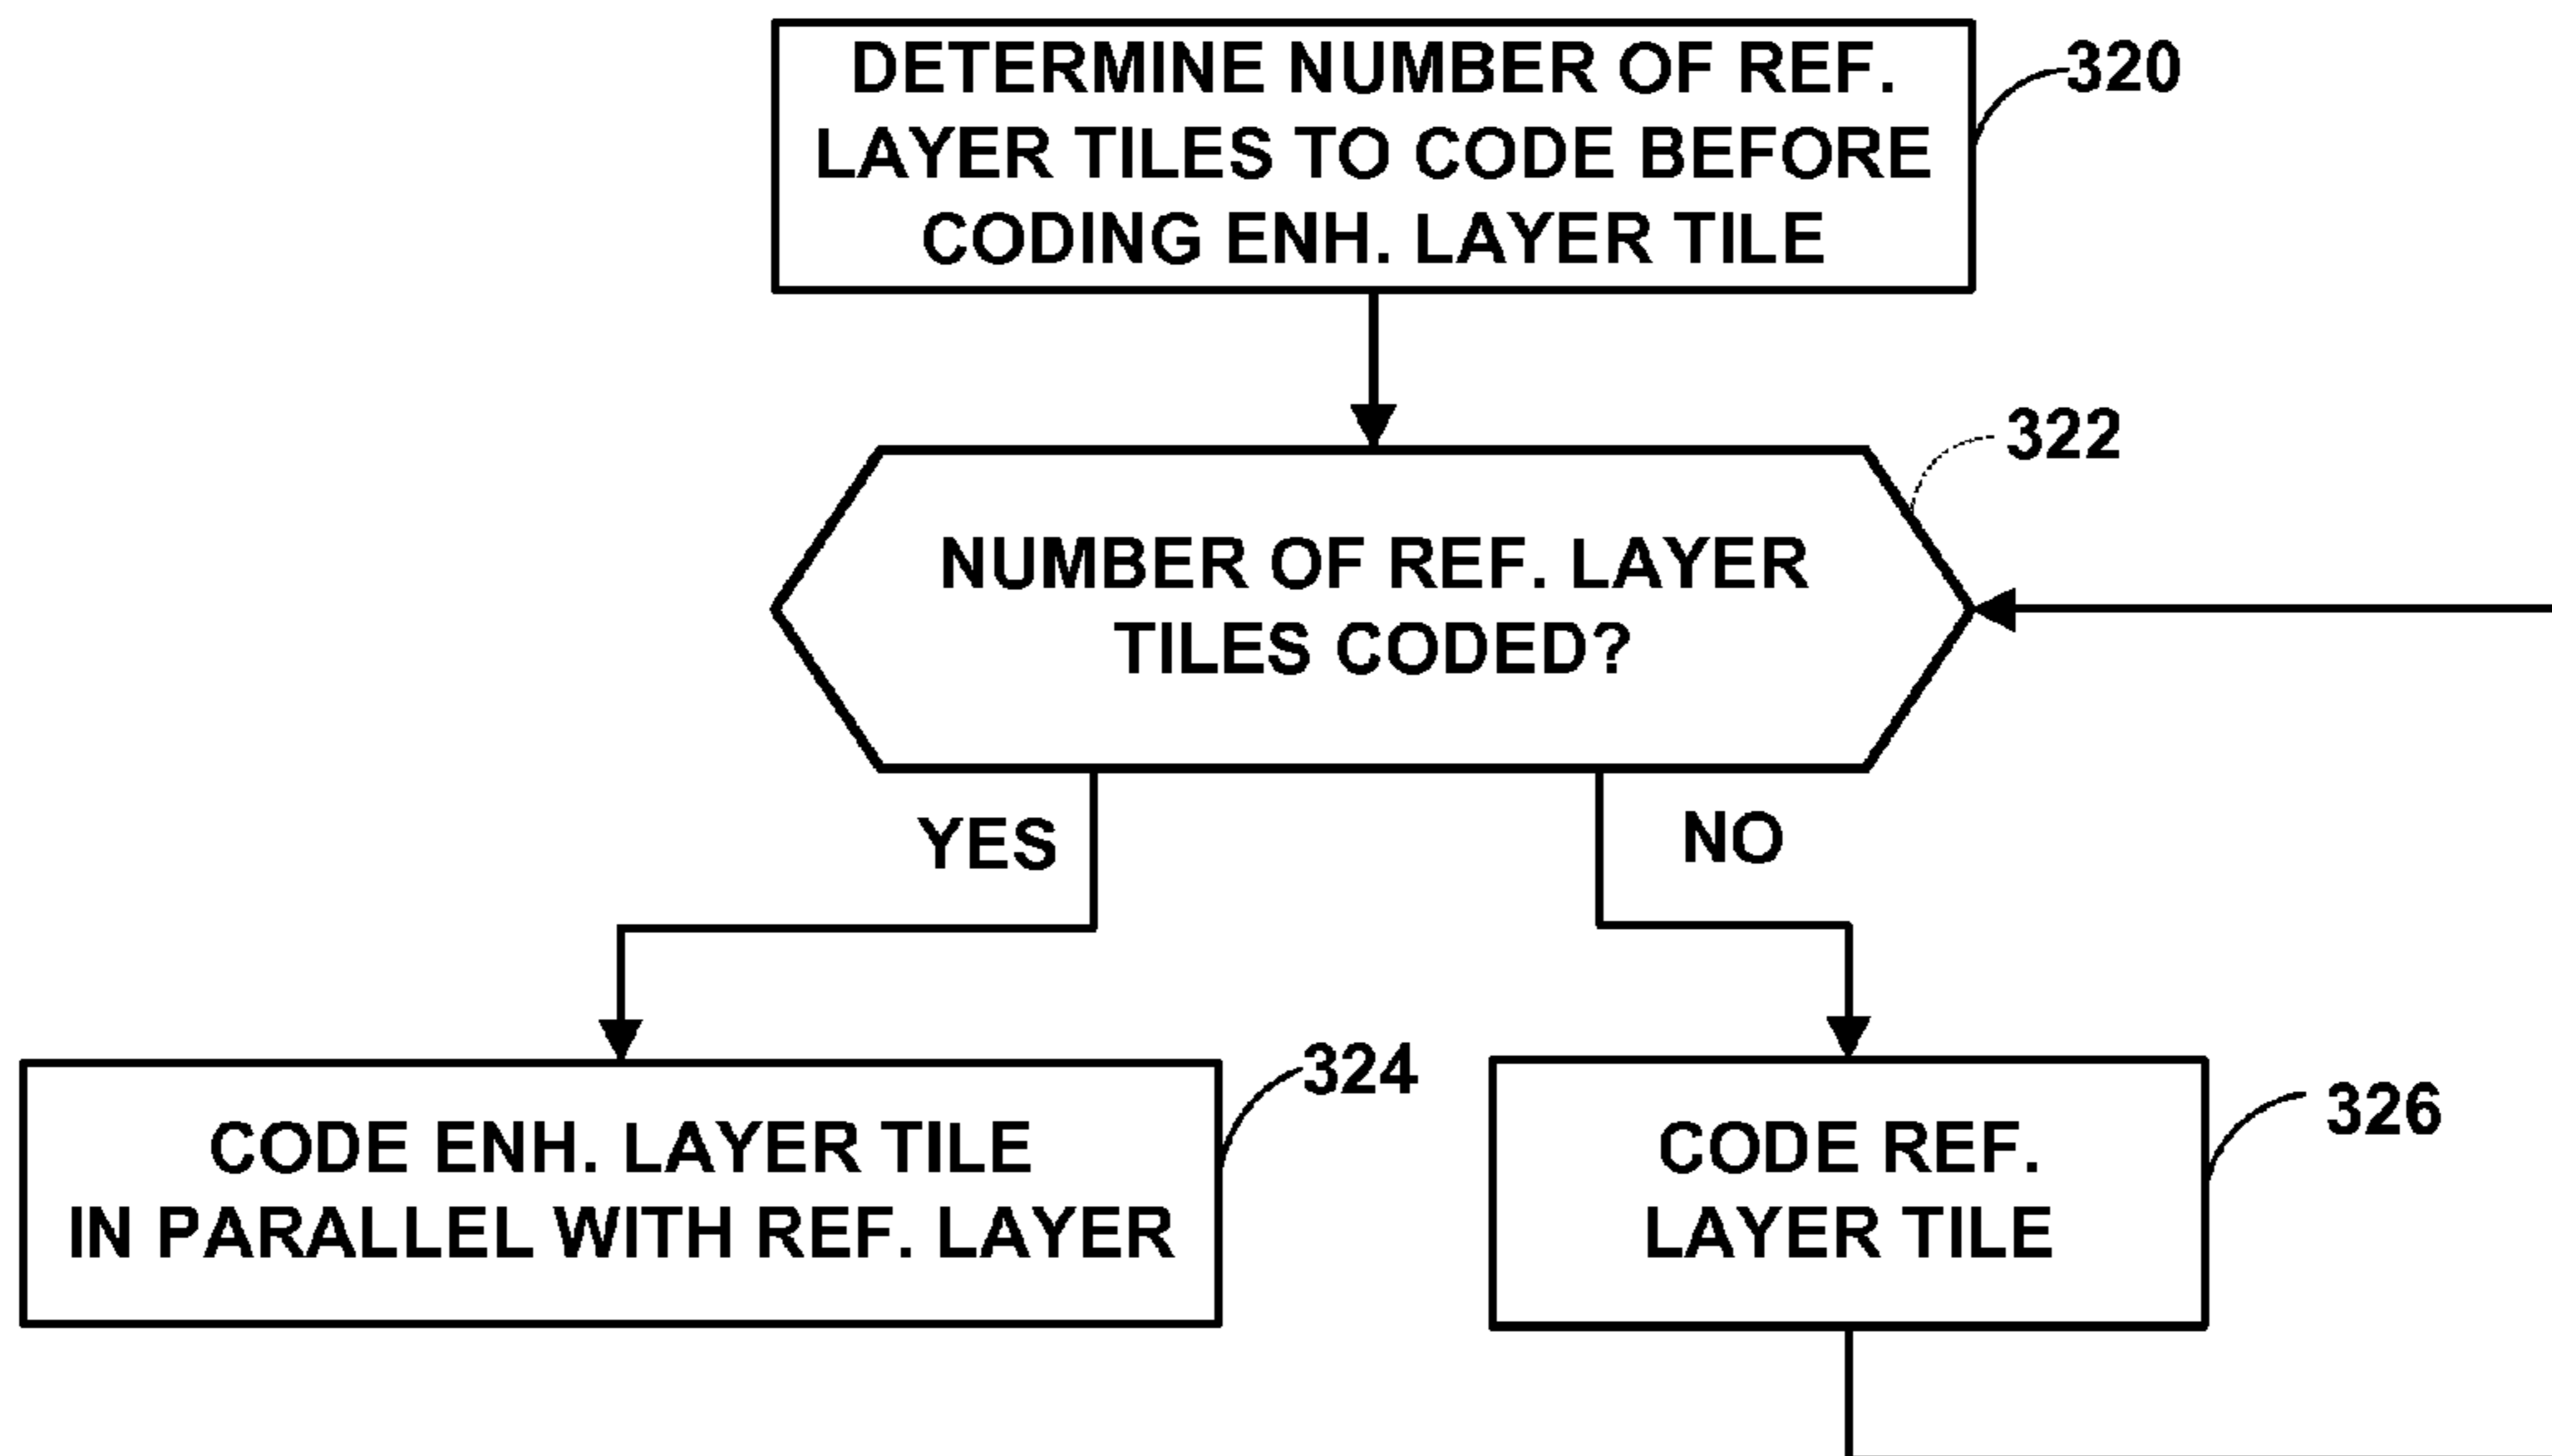 DETERMINE NUMBER OF REF.
LAYER TILES TO CODE BEFORE
CODING ENH. LAYER TILE
320
322
NUMBER OF REF. LAYER
TILES CODED?
YES
NO
324
CODE ENH. LAYER TILE
IN PARALLEL WITH REF. LAYER
326
CODE REF.
LAYER TILE